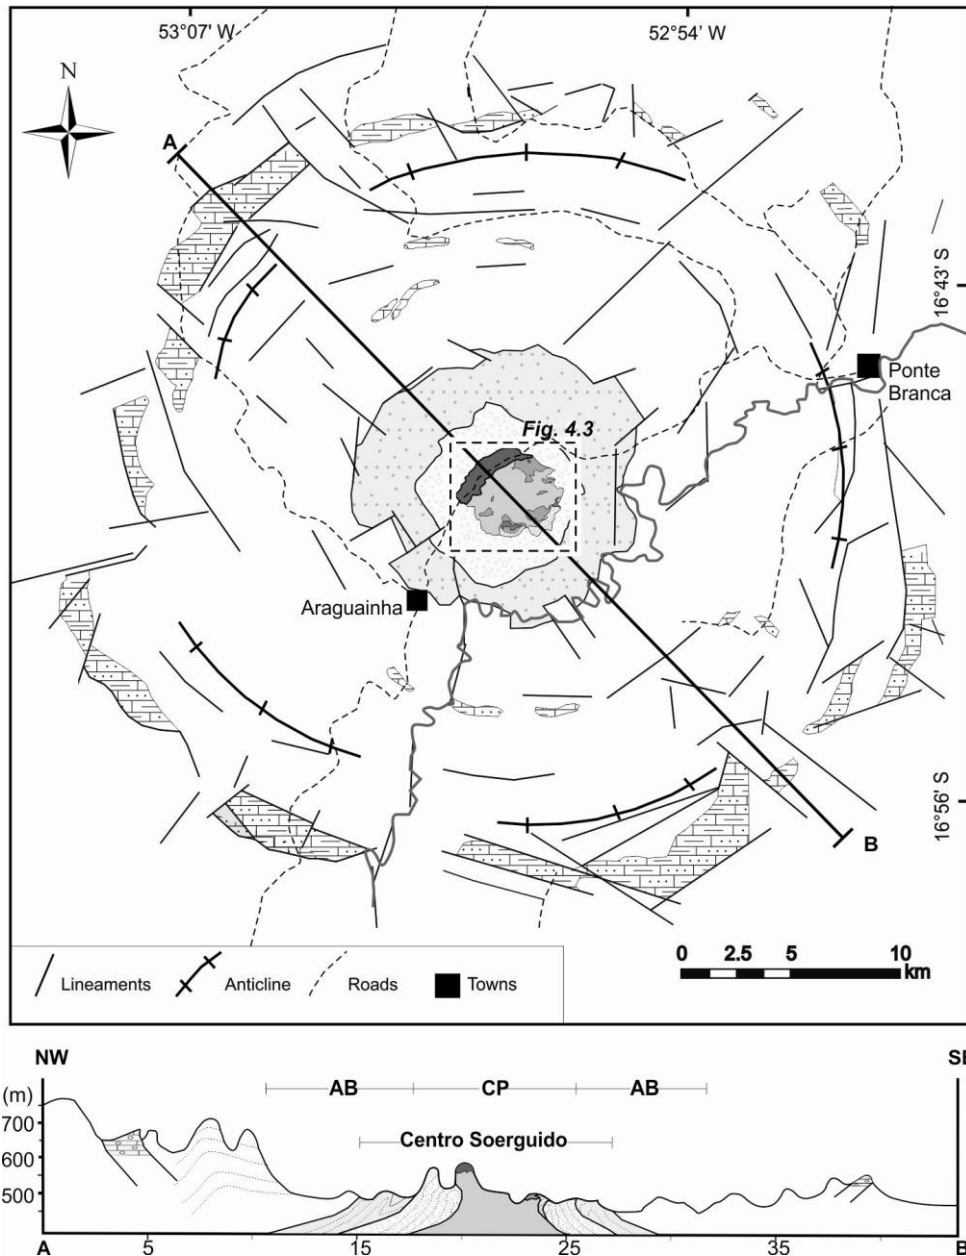 53°07' W
52°54' W
N
A
16°43' S
Ponte
Branca
Fig. 4.3
Araguainha
16°56' S
B
0 2.5 5 10
km
Lineaments
Anticline
Roads
Towns
NW
SE
(m)
AB
CP
AB
700
Centro Soerguido
600
500
A
5
15
25
35
B